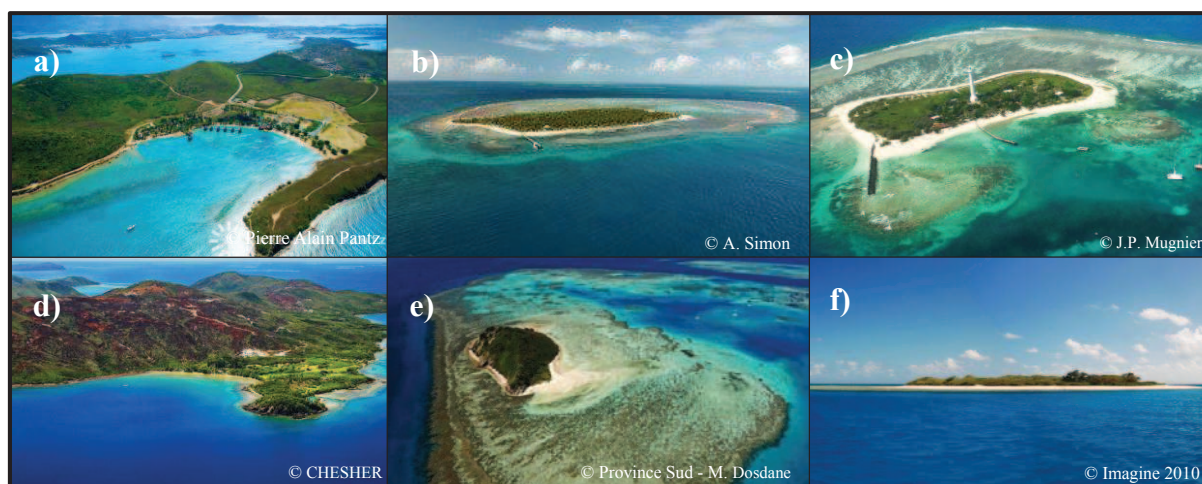 a)
b)
c)
© Pierre Alain Pantz
© A. Simon
© J.P. Mugnier
d)
e)
f)
© CHESHER
© Province Sud - M. Dosdane
© Imagine 2010